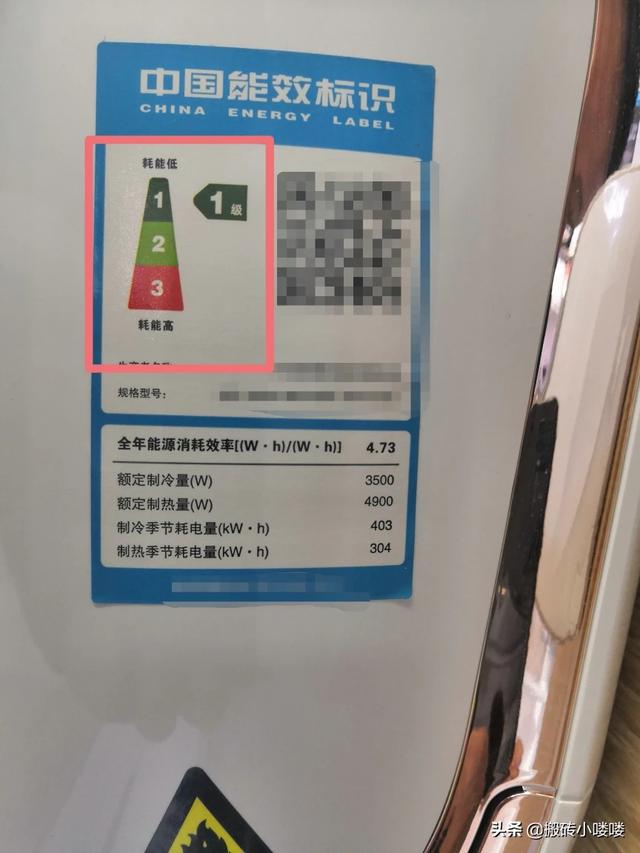 中国能效标识
CHINA ENERGY LABEL
耗能低
1
1级
2
3
耗能高
规格型号:
全年能源消耗效率[(W·h)/(W·h)] 4.73
额定制冷量(W) 3500
额定制热量(W) 4900
制冷季节耗电量(kW·h) 403
制热季节耗电量(kW·h) 304
头条 @搬砖小喽喽